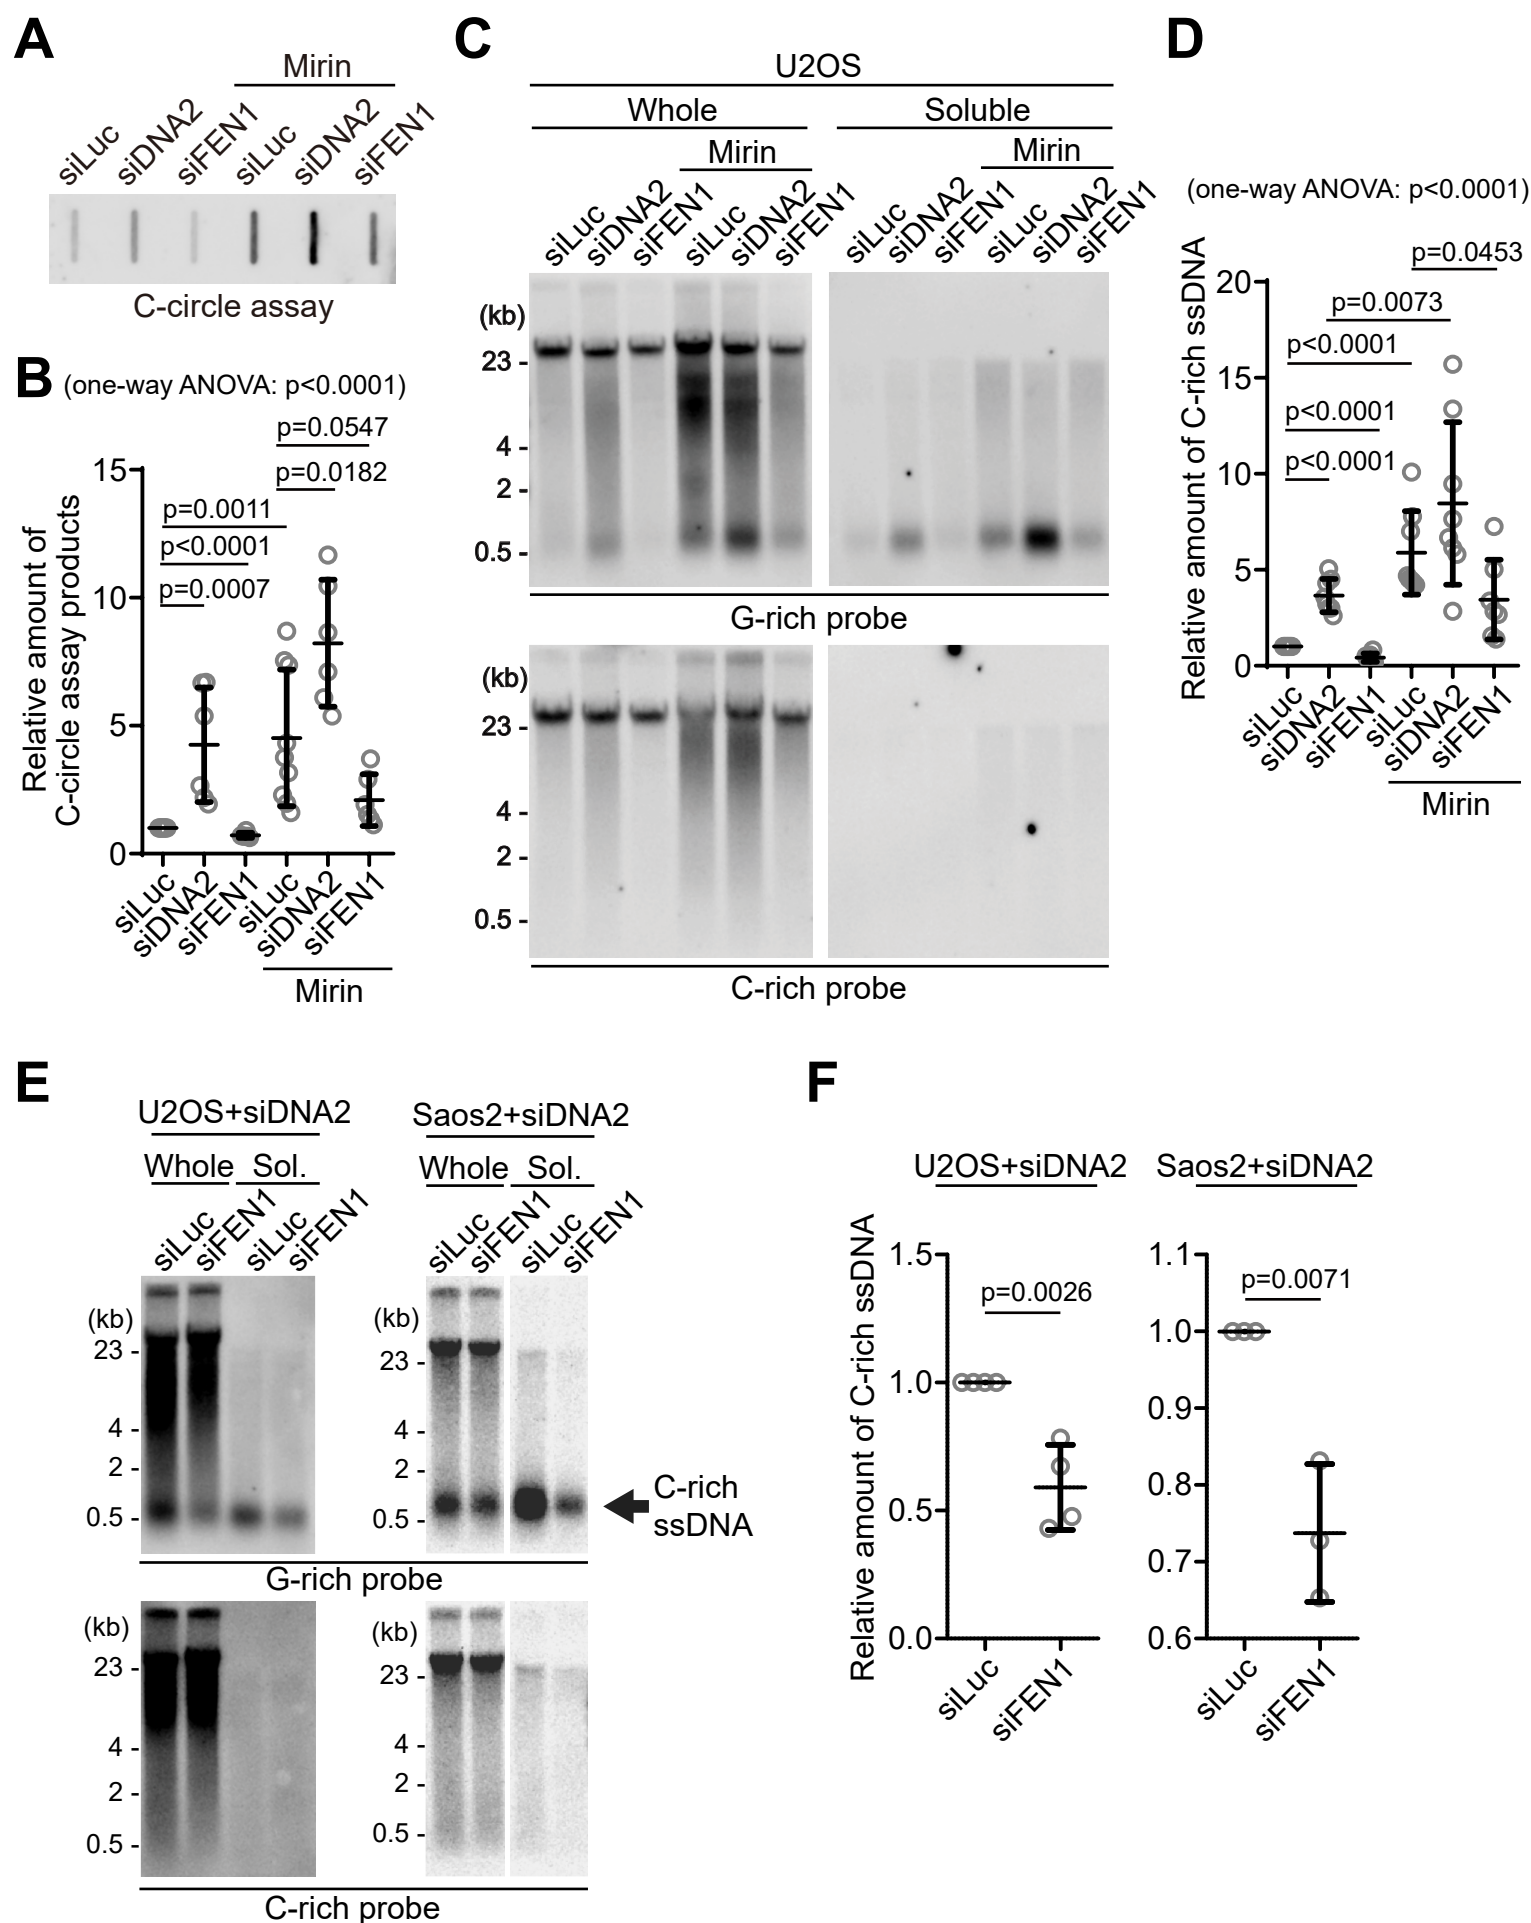 A
Mirin
siLuc
siDNA2
siFEN1
siLuc
siDNA2
siFEN1
C-circle assay
B
(one-way ANOVA: p<0.0001)
p=0.0547
p=0.0182
p=0.0011
p<0.0001
p=0.0007
Relative amount of
C-circle assay products
15
10
5
0
siLuc
siDNA2
siFEN1
siLuc
siDNA2
siFEN1
Mirin
C
U2OS
Whole
Soluble
Mirin
Mirin
siLuc
siDNA2
siFEN1
siLuc
siDNA2
siFEN1
siLuc
siDNA2
siFEN1
siLuc
siDNA2
siFEN1
(kb)
23 -
4 -
2 -
0.5 -
G-rich probe
(kb)
23 -
4 -
2 -
0.5 -
C-rich probe
D
(one-way ANOVA: p<0.0001)
p=0.0453
p=0.0073
p<0.0001
p<0.0001
p<0.0001
Relative amount of C-rich ssDNA
20
15
10
5
0
siLuc
siDNA2
siFEN1
siLuc
siDNA2
siFEN1
Mirin
E
U2OS+siDNA2
Whole Sol.
siLuc
siFEN1
siLuc
siFEN1
(kb)
23 -
4 -
2 -
0.5 -
Saos2+siDNA2
Whole Sol.
siLuc
siFEN1
siLuc
siFEN1
(kb)
23 -
4 -
2 -
0.5 -
C-rich
ssDNA
G-rich probe
(kb)
23 -
4 -
2 -
0.5 -
(kb)
23 -
4 -
2 -
0.5 -
C-rich probe
F
U2OS+siDNA2
Relative amount of C-rich ssDNA
1.5
1.0
0.5
0.0
p=0.0026
siLuc
siFEN1
Saos2+siDNA2
1.1
1.0
0.9
0.8
0.7
0.6
p=0.0071
siLuc
siFEN1